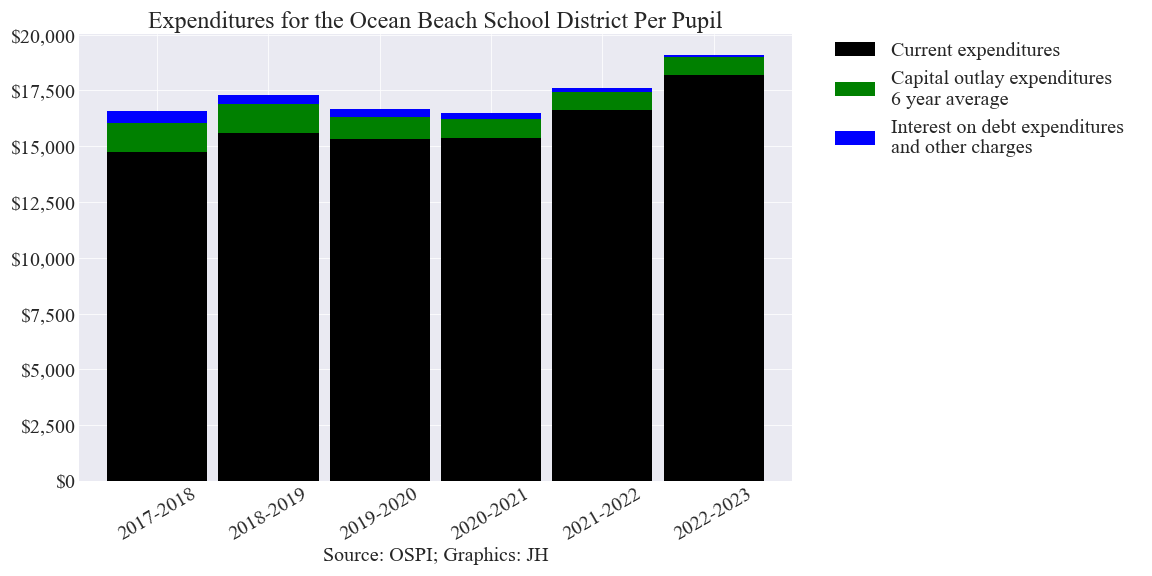 Expenditures for the Ocean Beach School District Per Pupil
$20,000
$17,500
$15,000
$12,500
$10,000
$7,500
$5,000
$2,500
$0
2017-2018
2018-2019
2019-2020
2020-2021
2021-2022
2022-2023
Source: OSPI; Graphics: JH
Current expenditures
Capital outlay expenditures
6 year average
Interest on debt expenditures
and other charges